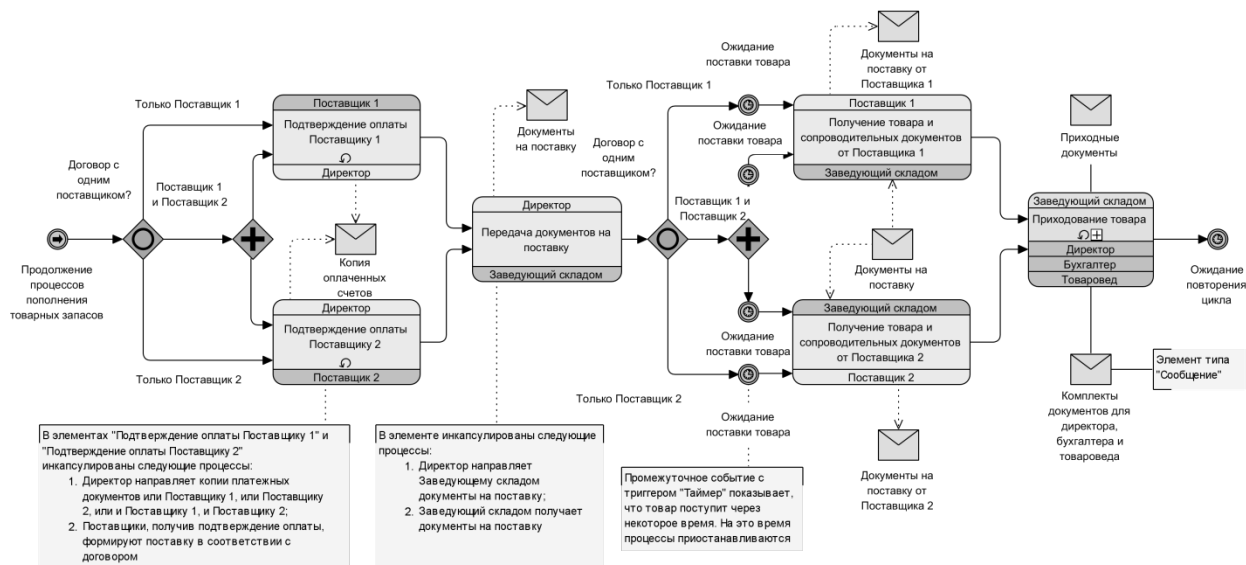 Договор с
одним
поставщиком?
Продолжение
процессов
пополнения
товарных запасов
Только Поставщик 1
Поставщик 1
и Поставщик 2
Только Поставщик 2
Поставщик 1
Подтверждение оплаты
Поставщику 1
Директор
Копия
оплаченных
счетов
Директор
Подтверждение оплаты
Поставщику 2
Поставщик 2
В элементах "Подтверждение оплаты Поставщику 1" и
"Подтверждение оплаты Поставщику 2"
инкапсулированы следующие процессы:
1. Директор направляет копии платежных
документов или Поставщику 1, или Поставщику
2, или и Поставщику 1, и Поставщику 2;
2. Поставщики, получив подтверждение оплаты,
формируют поставку в соответствии с
договором
Документы
на поставку
Директор
Передача документов на
поставку
Заведующий складом
В элементе инкапсулированы следующие
процессы:
1. Директор направляет
Заведующему складом
документы на поставку;
2. Заведующий складом получает
документы на поставку
Договор с
одним
поставщиком?
Только Поставщик 1
Поставщик 1 и
Поставщик 2
Только Поставщик 2
Ожидание
поставки товара
Ожидание
поставки товара
Ожидание
поставки товара
Ожидание
поставки товара
Промежуточное событие с
триггером "Таймер" показывает,
что товар поступит через
некоторое время. На это время
процессы приостанавливаются
Документы на
поставку от
Поставщика 1
Поставщик 1
Получение товара и
сопроводительных документов
от Поставщика 1
Заведующий складом
Документы на
поставку
Заведующий складом
Получение товара и
сопроводительных документов
от Поставщика 2
Поставщик 2
Документы на
поставку от
Поставщика 2
Приходные
документы
Заведующий складом
Приходование товара
Директор
Бухгалтер
Товаровед
Комплекты
документов для
директора,
бухгалтера и
товароведа
Элемент типа
"Сообщение"
Ожидание
повторения
цикла